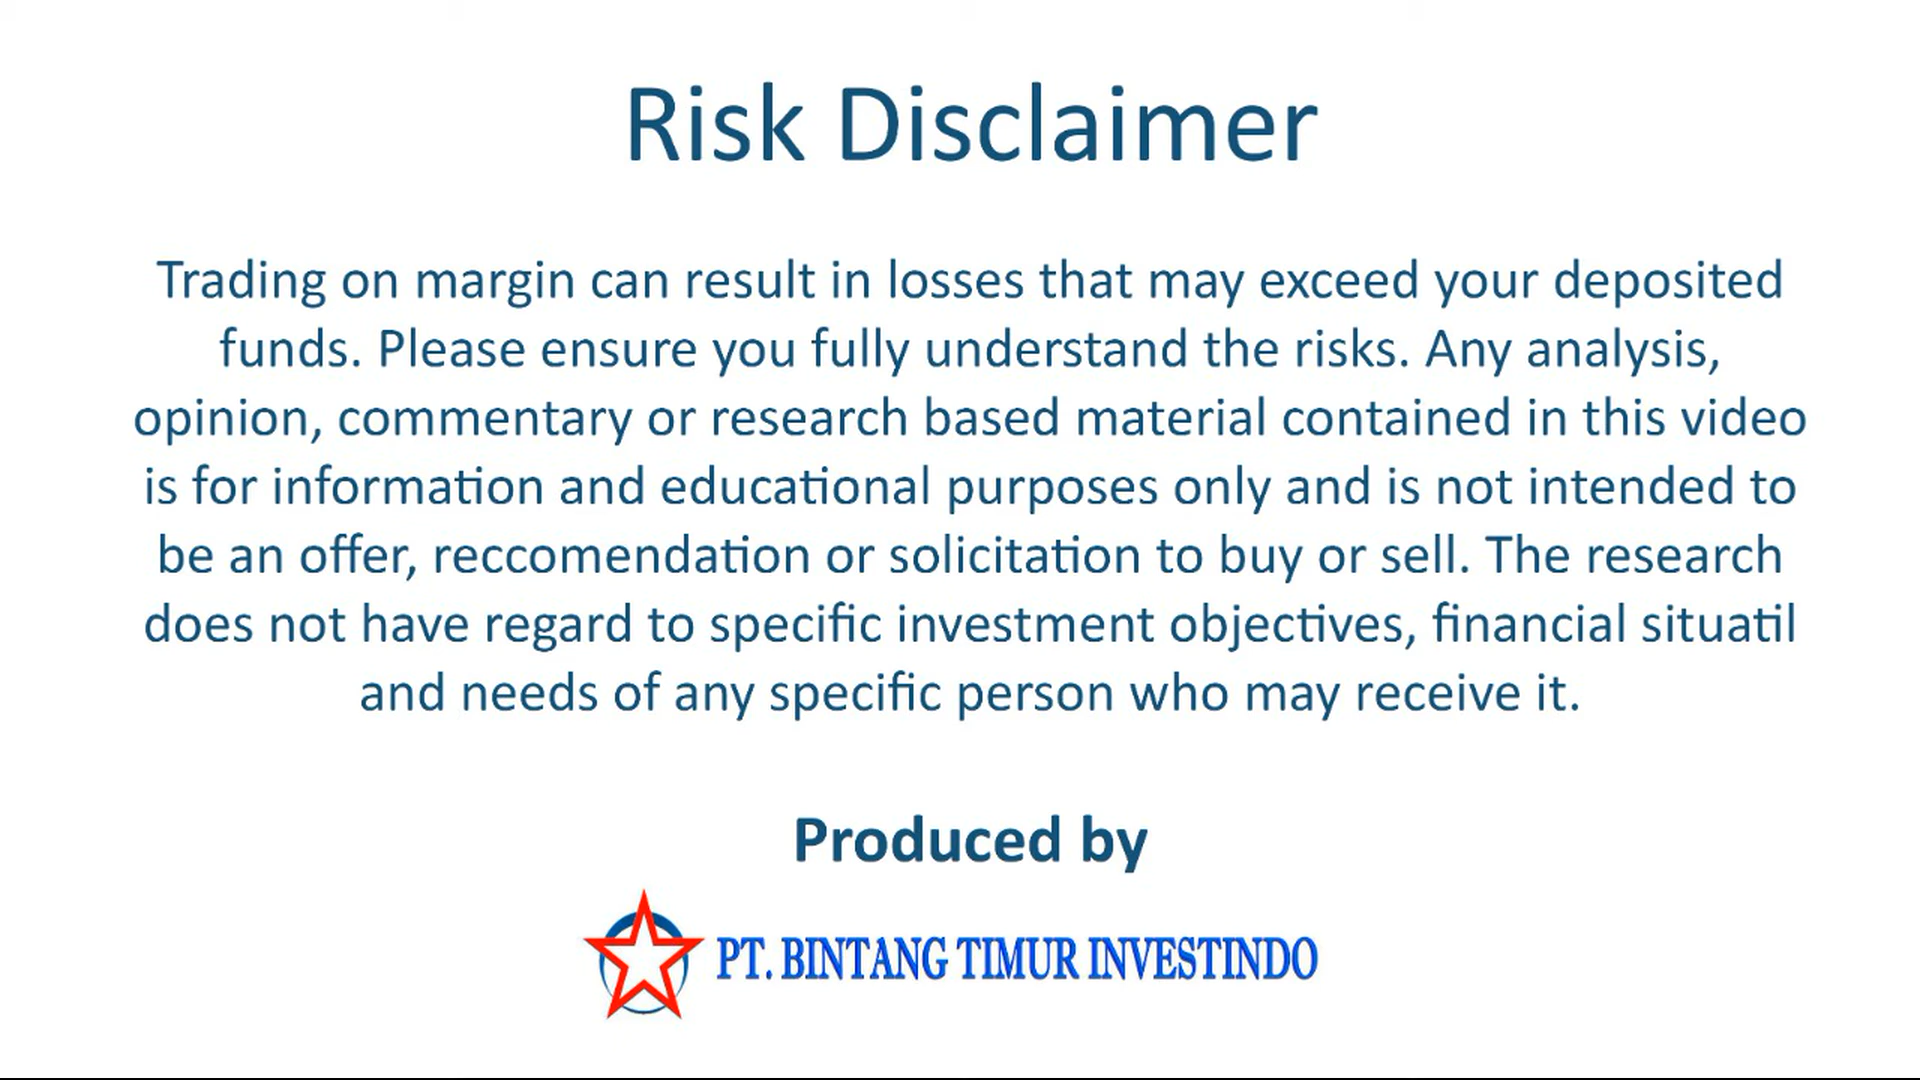 Risk Disclaimer
Trading on margin can result in losses that may exceed your deposited
funds. Please ensure you fully understand the risks. Any analysis,
opinion, commentary or research based material contained in this video
is for information and educational purposes only and is not intended to
be an offer, reccomendation or solicitation to buy or sell. The research
does not have regard to specific investment objectives, financial situatil
and needs of any specific person who may receive it.
Produced by
PT. BINTANG TIMUR INVESTINDO